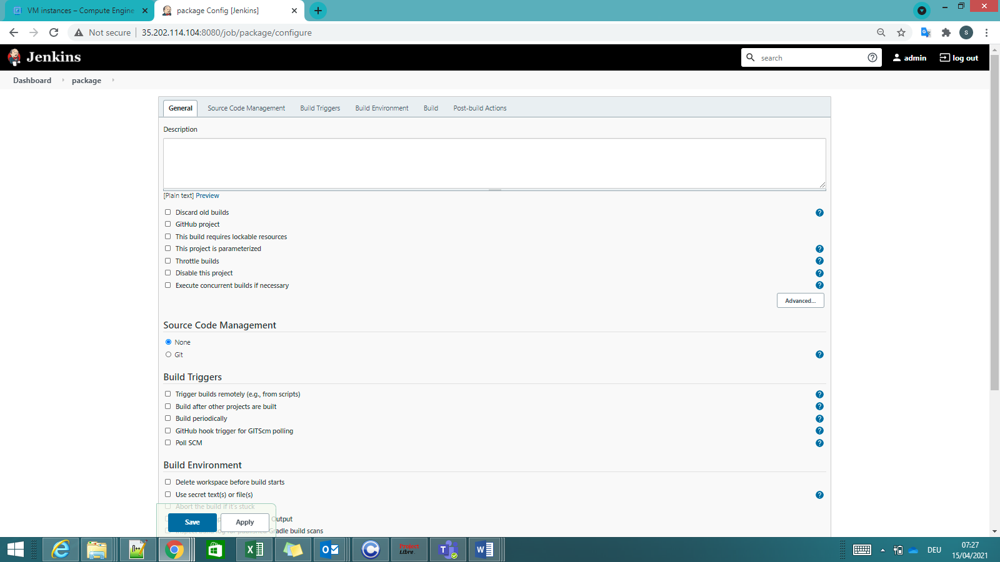 VM instances – Compute Engine
package Config [Jenkins]
Not secure
35.202.114.104:8080/job/package/configure
S
Jenkins
search
admin
log out
Dashboard
package
General
Source Code Management
Build Triggers
Build Environment
Build
Post-build Actions
Description
[Plain text] Preview
Discard old builds
GitHub project
This build requires lockable resources
This project is parameterized
Throttle builds
Disable this project
Execute concurrent builds if necessary
Advanced...
Source Code Management
None
Git
Build Triggers
Trigger builds remotely (e.g., from scripts)
Build after other projects are built
Build periodically
GitHub hook trigger for GITScm polling
Poll SCM
Build Environment
Delete workspace before build starts
Use secret text(s) or file(s)
Abort the build if it's stuck
Output
Gradle build scans
Save
Apply
Project
Libre
DEU
07:27
15/04/2021